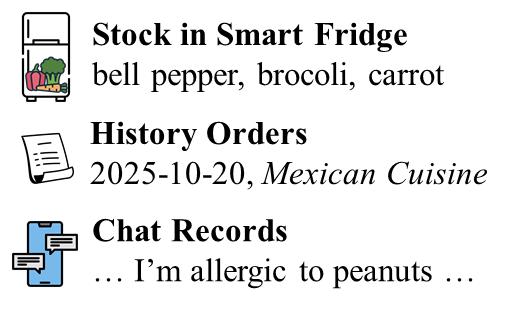 Stock in Smart Fridge
bell pepper, brocoli, carrot
History Orders
2025-10-20, Mexican Cuisine
Chat Records
… I'm allergic to peanuts …